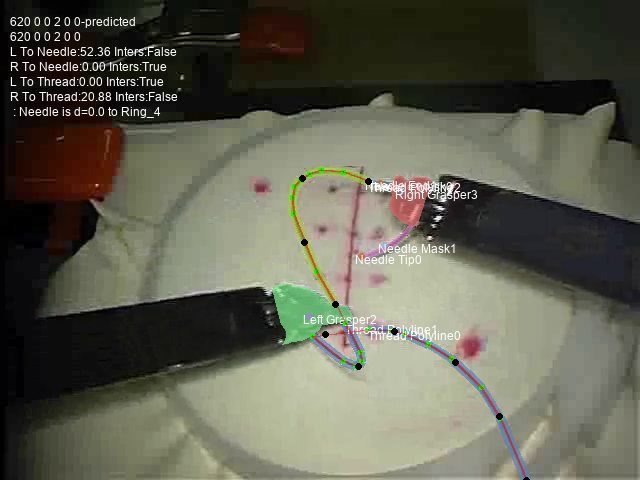 620 0 0 2 0 0-predicted
620 0 0 2 0 0
L To Needle:52.36 Inters:False
R To Needle:0.00 Inters:True
L To Thread:0.00 Inters:True
R To Thread:20.88 Inters:False
: Needle is d=0.0 to Ring_4
Right Grasper3
Needle Mask1
Needle Tip0
Left Grasper2
Thread Polyline1
Thread Polyline0